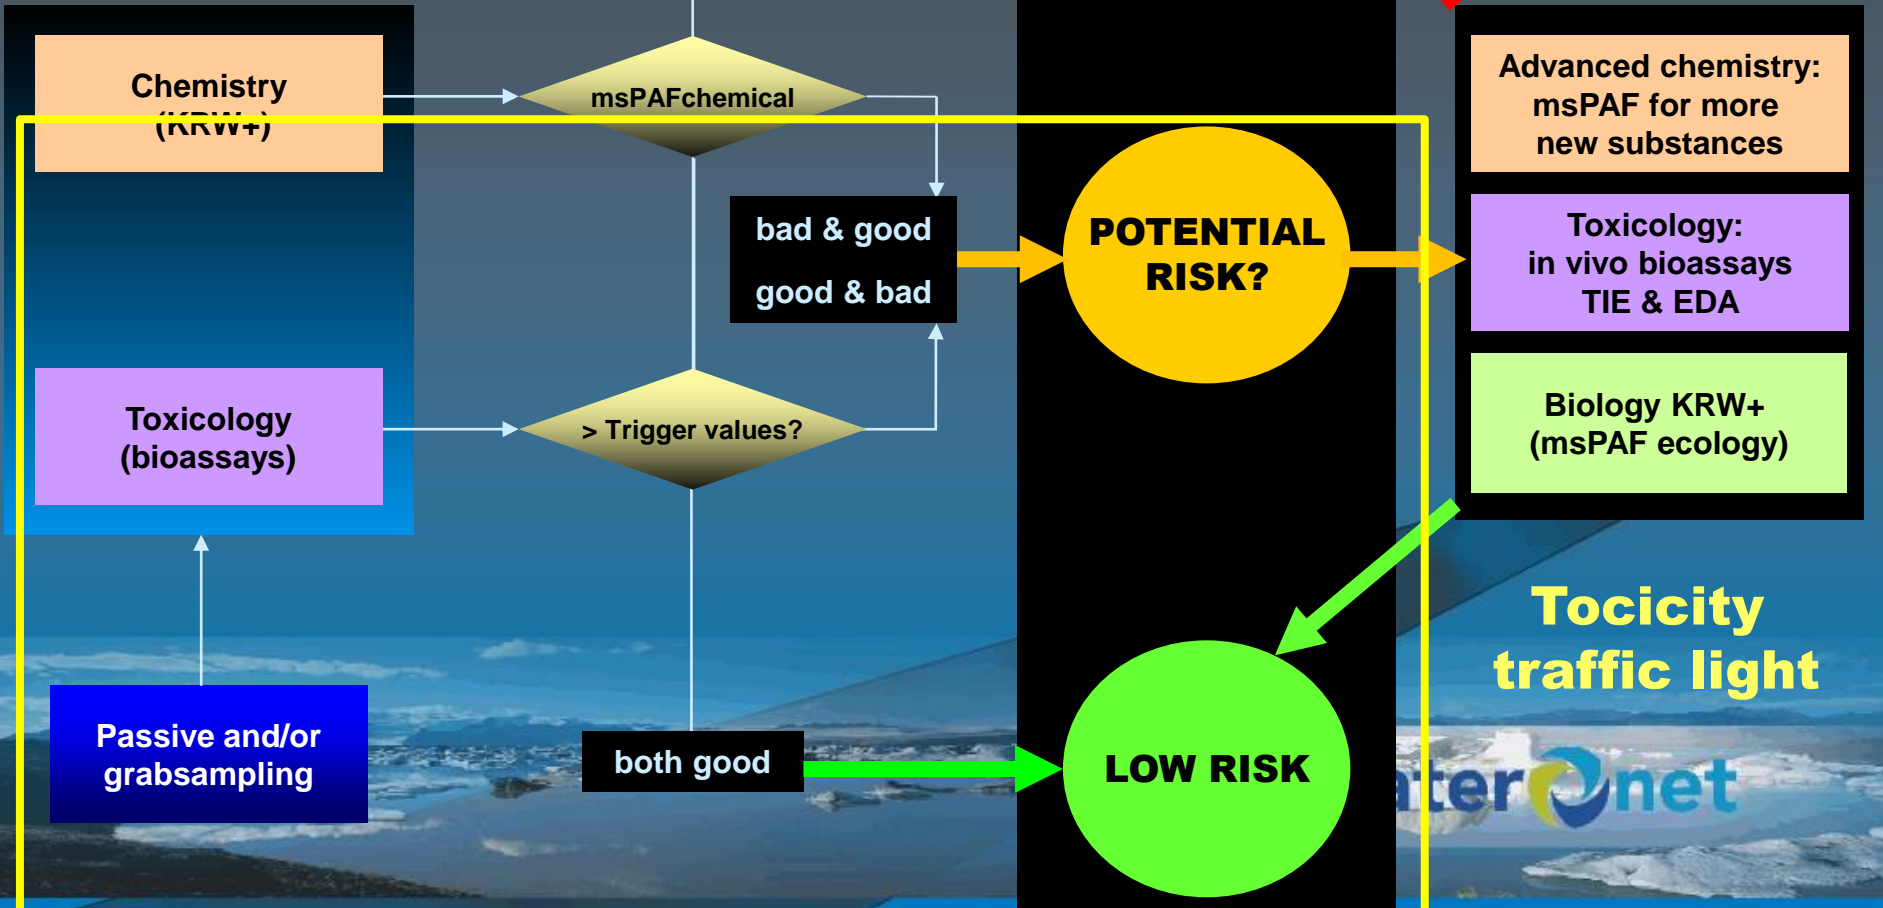 Chemistry
(KRW+)
msPAFchemical
bad & good
good & bad
POTENTIAL
RISK?
Advanced chemistry:
msPAF for more
new substances
Toxicology:
in vivo bioassays
TIE & EDA
Biology KRW+
(msPAF ecology)
Toxicology
(bioassays)
> Trigger values?
Passive and/or
grabsampling
both good
LOW RISK
Tocicity
traffic light
ater net